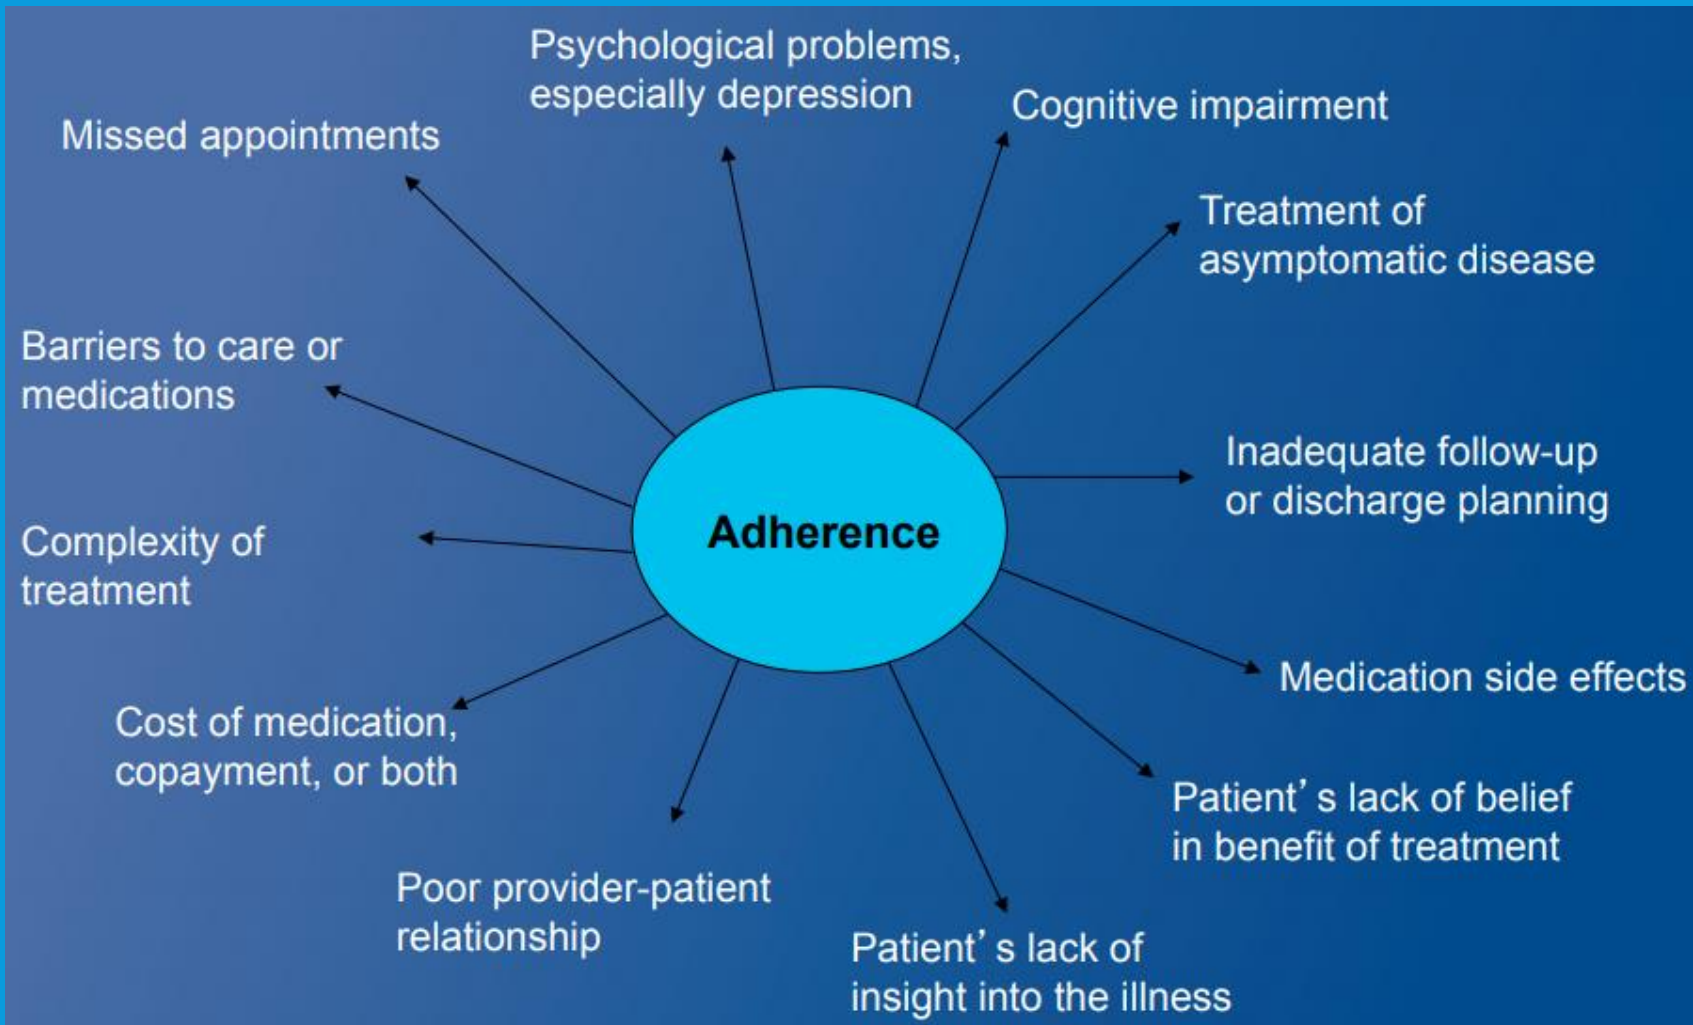 Psychological problems,
especially depression
Cognitive impairment
Missed appointments
Treatment of
asymptomatic disease
Barriers to care or
medications
Inadequate follow-up
or discharge planning
Adherence
Complexity of
treatment
Medication side effects
Cost of medication,
copayment, or both
Patient’s lack of belief
in benefit of treatment
Poor provider-patient
relationship
Patient’s lack of
insight into the illness